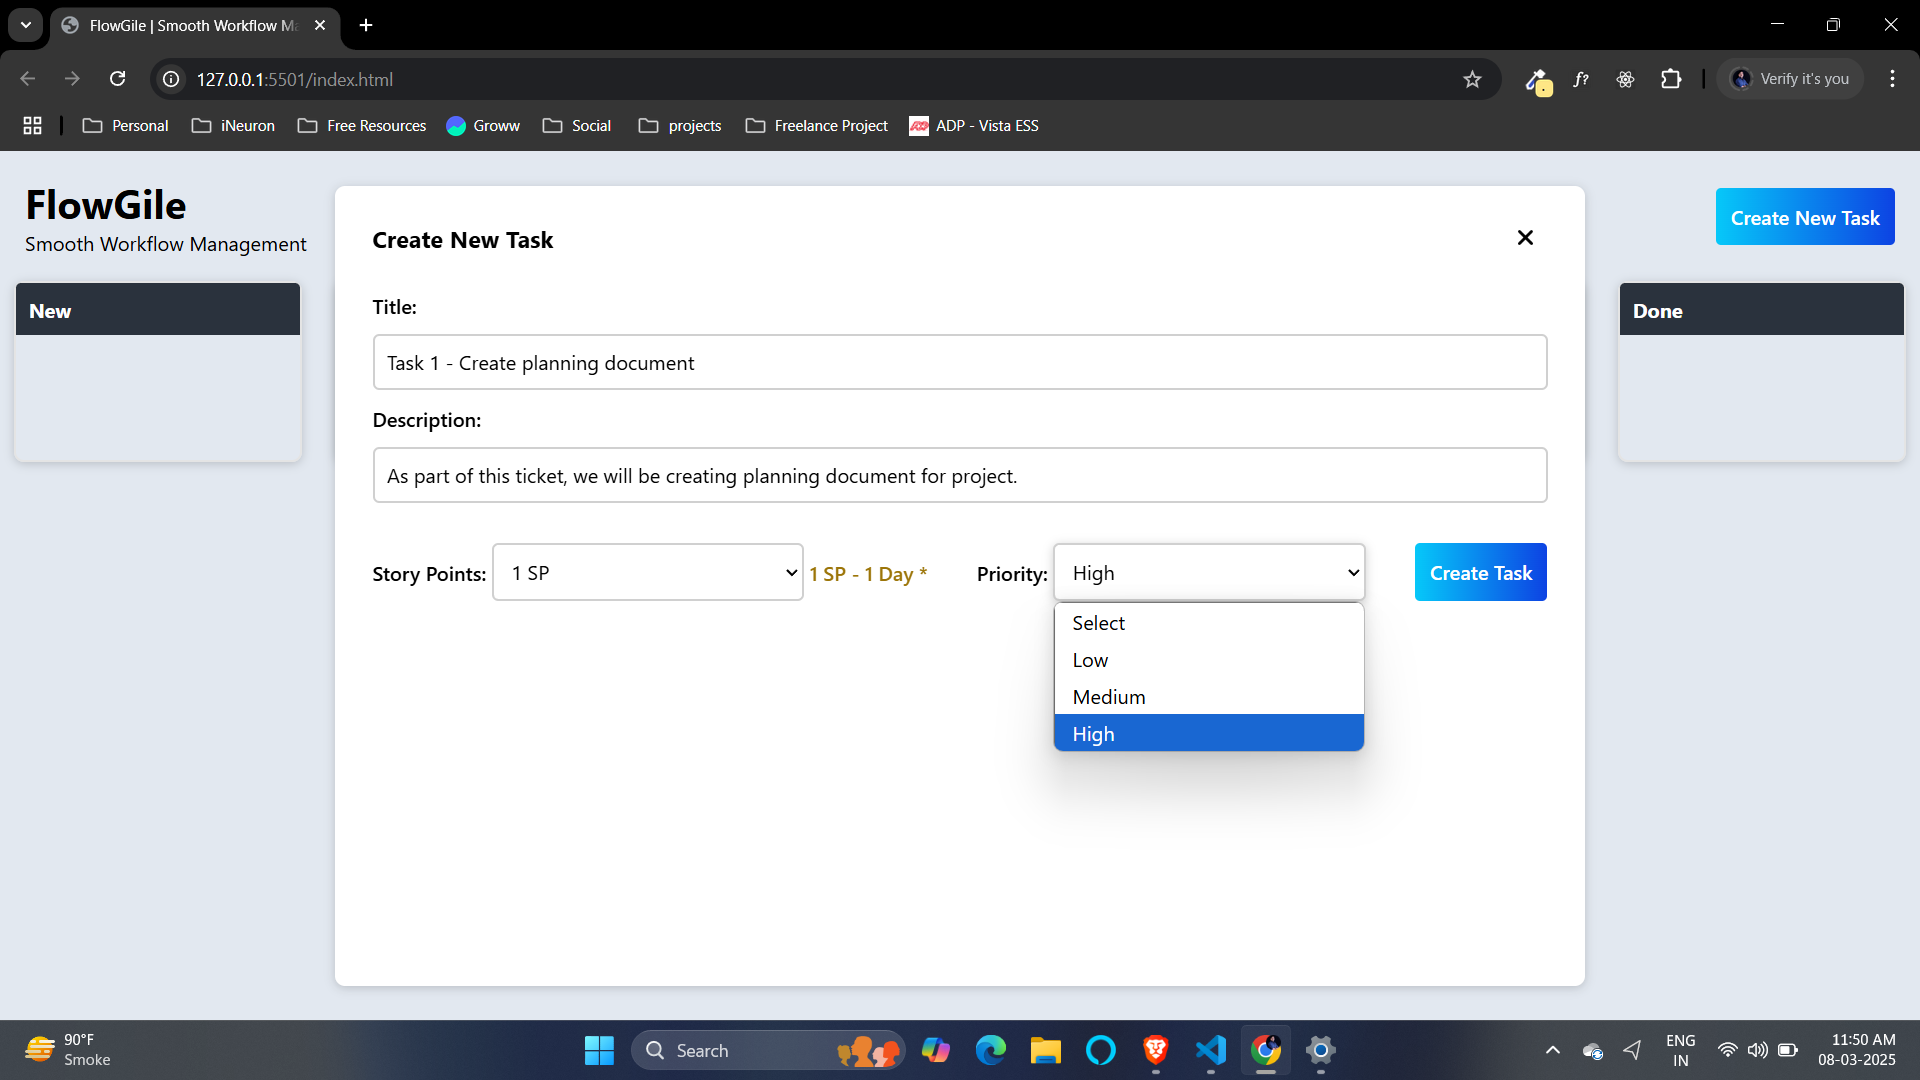 FlowGile | Smooth Workflow Ma
127.0.0.1:5501/index.html
f?
Verify it's you
Personal
iNeuron
Free Resources
Groww
Social
projects
Freelance Project
ADP - Vista ESS
FlowGile
Smooth Workflow Management
Create New Task
New
Done
Create New Task
Title:
Task 1 - Create planning document
Description:
As part of this ticket, we will be creating planning document for project.
Story Points:
1 SP
1 SP - 1 Day *
Priority:
High
Create Task
Select
Low
Medium
High
90°F
Smoke
Search
ENG
IN
11:50 AM
08-03-2025